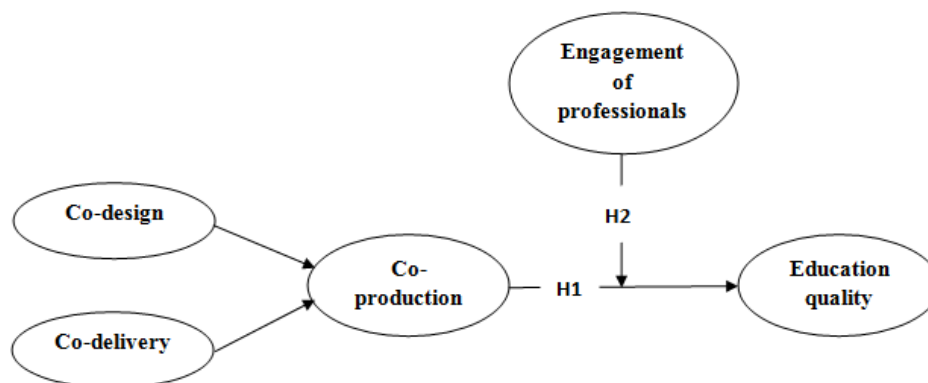 Engagement
of
professionals
Co-design
H2
Co-
production
H1
Education
quality
Co-delivery